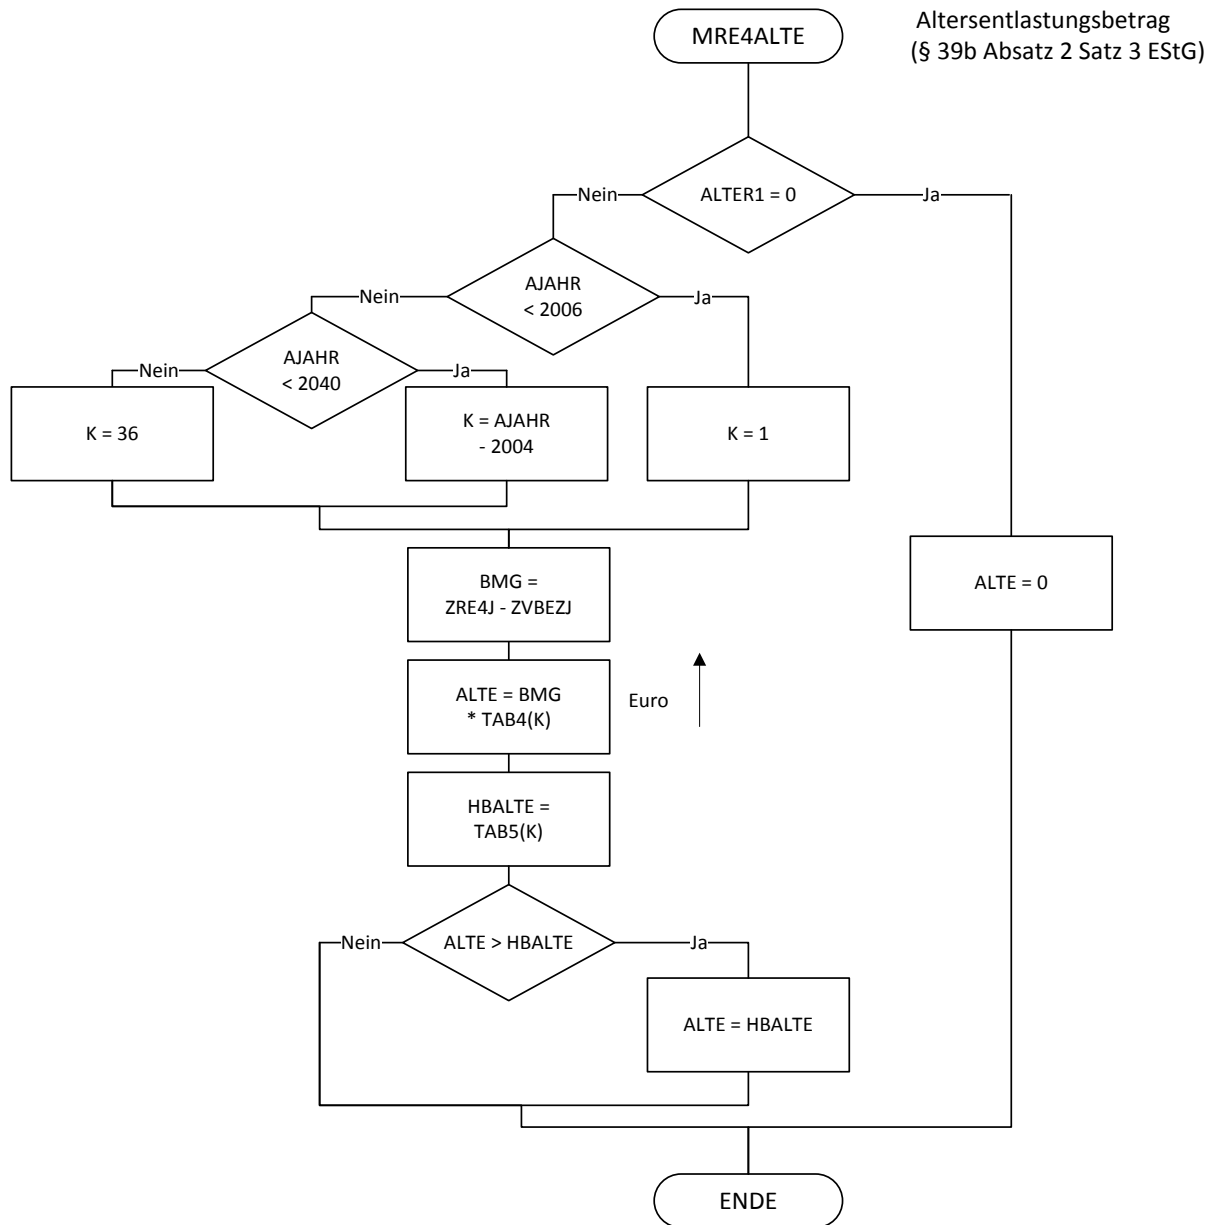 MRE4ALTE
Altersentlastungsbetrag
(§ 39b Absatz 2 Satz 3 EStG)
Nein
ALTER1 = 0
Ja
Nein
AJAHR
< 2006
Ja
Nein
AJAHR
< 2040
Ja
K = 36
K = AJAHR
- 2004
K = 1
BMG =
ZRE4J - ZVBEZJ
ALTE = 0
ALTE = BMG
* TAB4(K)
Euro
HBALTE =
TAB5(K)
Nein
ALTE > HBALTE
Ja
ALTE = HBALTE
ENDE